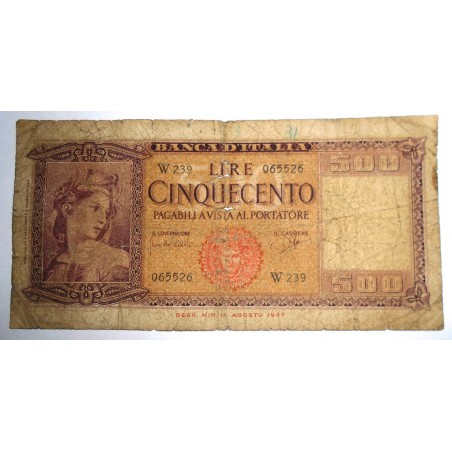 31
BANCA D'ITALIA
W 239 LIRE 065526
500
CINQUECENTO
PAGABILI A VISTA AL PORTATORE
IL GOVERNATORE IL CASSIERE
065526 W 239
500
DECR. MIN. 14 AGOSTO 1947